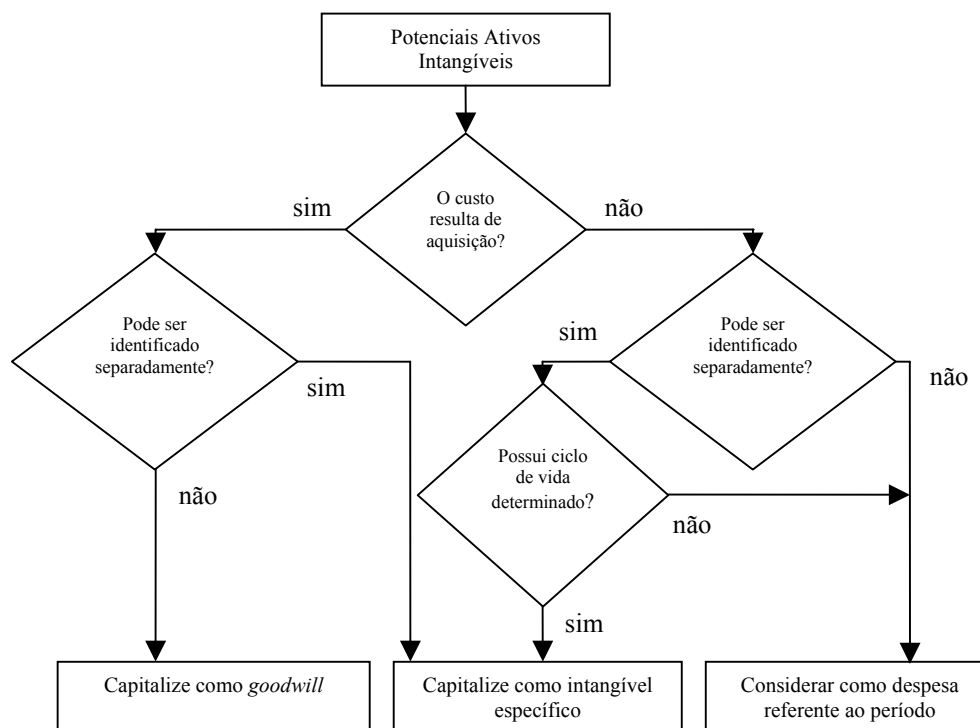 Potenciais Ativos
Intangíveis
O custo
resulta de
aquisição?
sim
não
Pode ser
identificado
separadamente?
sim
não
sim
Pode ser
identificado
separadamente?
não
Possui ciclo
de vida
determinado?
não
sim
Capitalize como goodwill
Capitalize como intangível
específico
Considerar como despesa
referente ao período